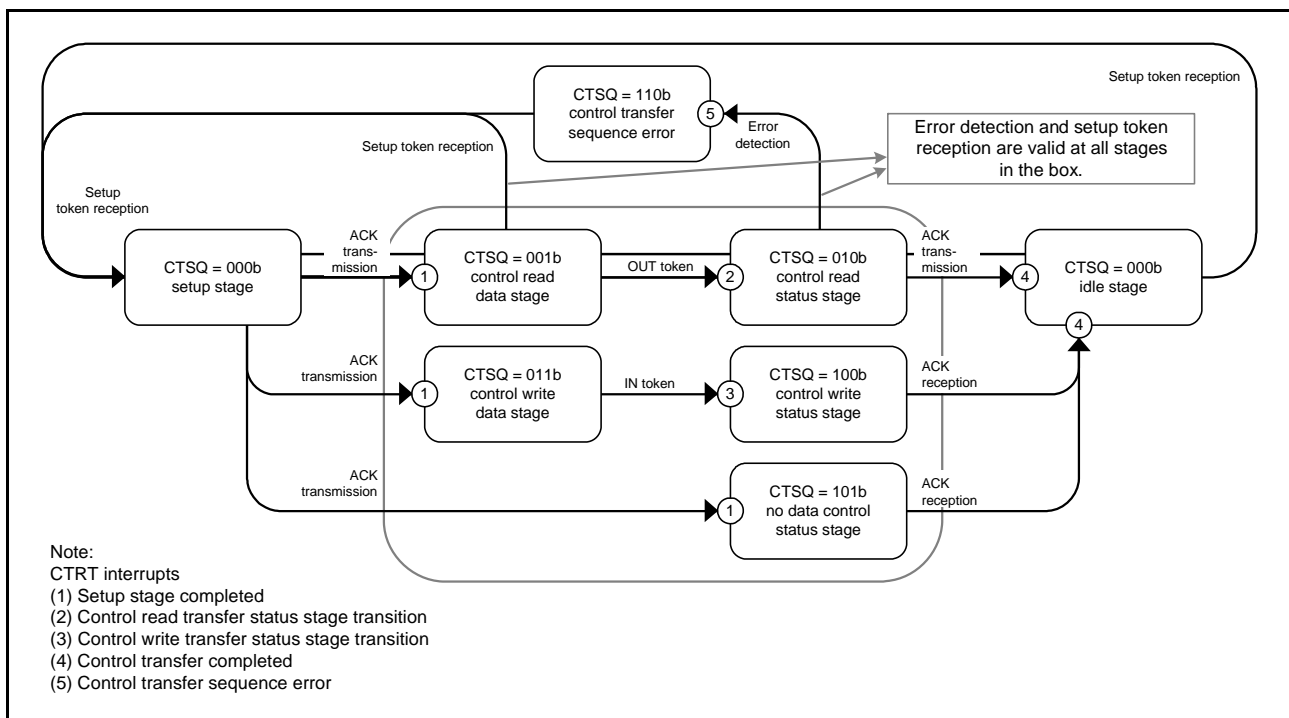 Setup token reception
CTSQ = 110b
control transfer
sequence error
5
Error
detection
Setup token reception
Error detection and setup token
reception are valid at all stages
in the box.
Setup
token reception
CTSQ = 000b
setup stage
ACK
trans-
mission
1
CTSQ = 001b
control read
data stage
OUT token
2
CTSQ = 010b
control read
status stage
ACK
trans-
mission
4
CTSQ = 000b
idle stage
4
ACK
transmission
1
CTSQ = 011b
control write
data stage
IN token
3
CTSQ = 100b
control write
status stage
ACK
reception
ACK
transmission
1
CTSQ = 101b
no data control
status stage
ACK
reception
Note:
CTRT interrupts
(1) Setup stage completed
(2) Control read transfer status stage transition
(3) Control write transfer status stage transition
(4) Control transfer completed
(5) Control transfer sequence error